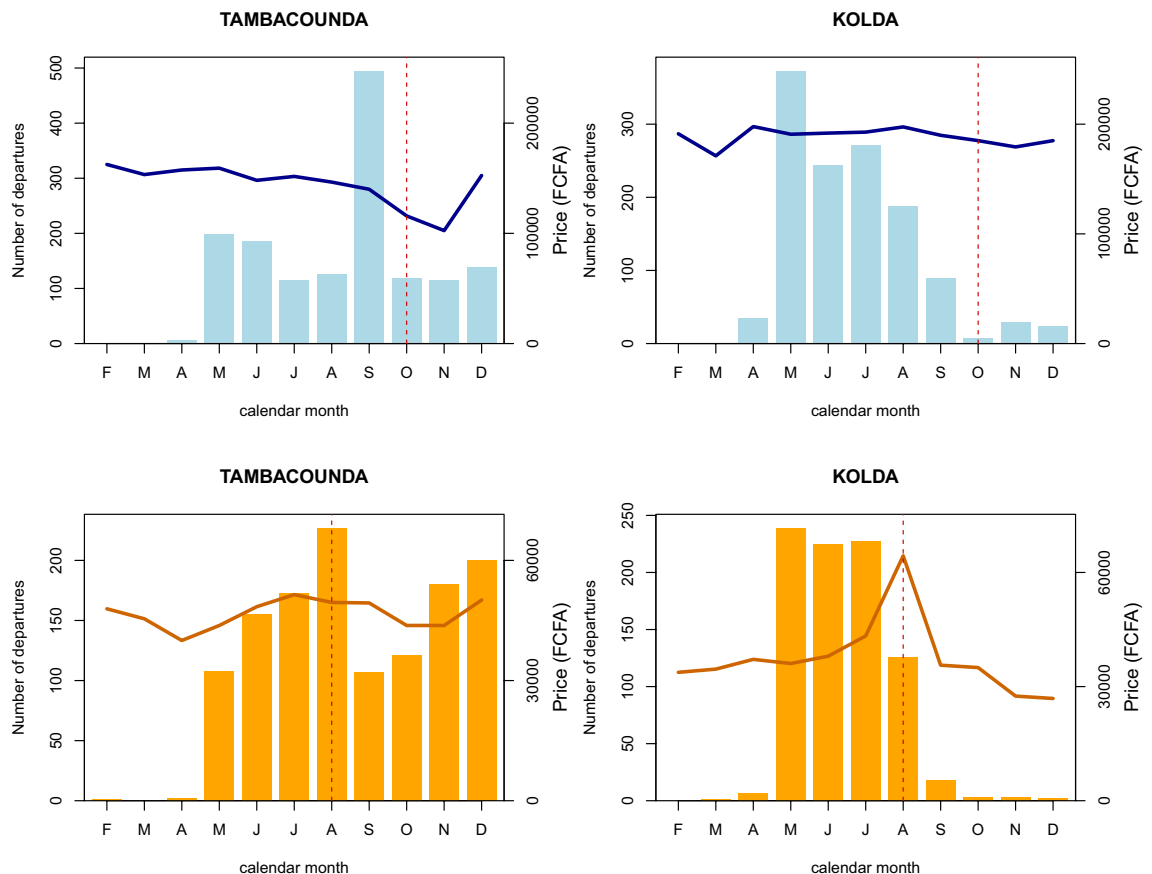 TAMBACOUNDA
Number of departures
0 100 200 300 400 500
Price (FCFA)
0 100000 200000
F M A M J J A S O N D
calendar month
KOLDA
Number of departures
0 100 200 300
Price (FCFA)
0 100000 200000
F M A M J J A S O N D
calendar month
TAMBACOUNDA
Number of departures
0 50 100 150 200
Price (FCFA)
0 30000 60000
F M A M J J A S O N D
calendar month
KOLDA
Number of departures
0 50 100 150 200 250
Price (FCFA)
0 30000 60000
F M A M J J A S O N D
calendar month